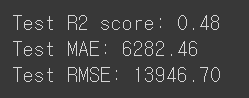 Test R2 score: 0.48
Test MAE: 6282.46
Test RMSE: 13946.70